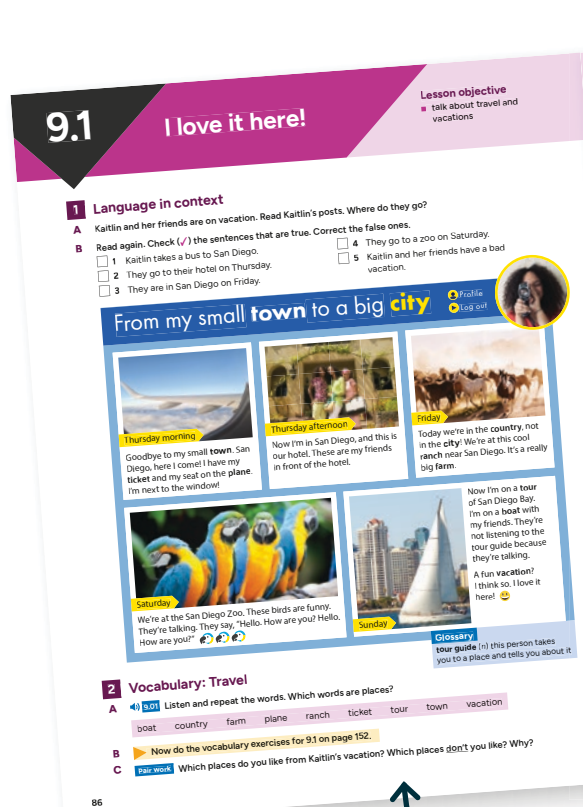 9.1
I love it here!
Lesson objective
■ talk about travel and
vacations
1 Language in context
A Kaitlin and her friends are on vacation. Read Kaitlin's posts. Where do they go?
B Read again. Check (✓) the sentences that are true. Correct the false ones.
1 Kaitlin takes a bus to San Diego.
2 They go to their hotel on Thursday.
3 They are in San Diego on Friday.
4 They go to a zoo on Saturday.
5 Kaitlin and her friends have a bad
vacation.
From my small town to a big city
Profile
Log out
Thursday morning
Goodbye to my small town. San
Diego, here I come! I have my
ticket and my seat on the plane.
I'm next to the window!
Thursday afternoon
Now I'm in San Diego, and this is
our hotel. These are my friends
in front of the hotel.
Friday
Today we're in the country, not
in the city! We're at this cool
ranch near San Diego. It's a really
big farm.
Saturday
We're at the San Diego Zoo. These birds are funny.
They're talking. They say, "Hello. How are you? Hello.
How are you?"
Sunday
Now I'm on a tour
of San Diego Bay.
I'm on a boat with
my friends. They're
not listening to the
tour guide because
they're talking.
A fun vacation?
I think so. I love it
here! 😀
Glossary
tour guide (n) this person takes
you to a place and tells you about it
2 Vocabulary: Travel
A 9.01 Listen and repeat the words. Which words are places?
boat country farm plane ranch ticket tour town vacation
B Now do the vocabulary exercises for 9.1 on page 152.
C Pair work Which places do you like from Kaitlin's vacation? Which places don't you like? Why?
86